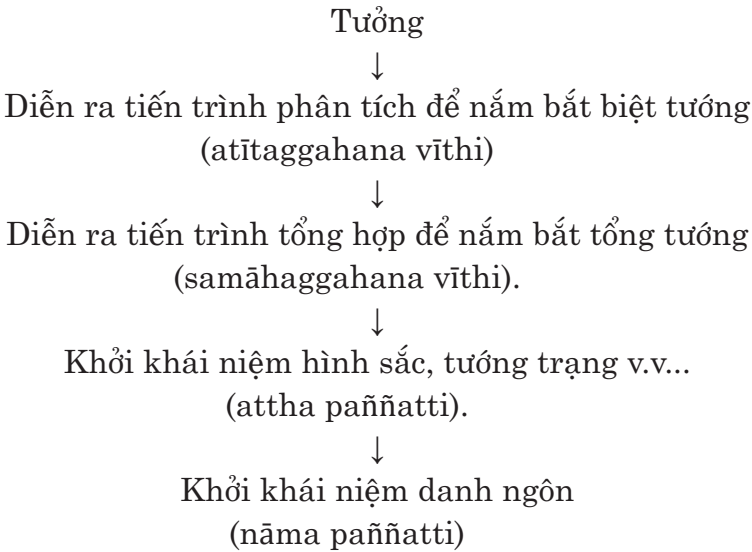 Tưởng
↓
Diễn ra tiến trình phân tích để nắm bắt biệt tướng
(atītaggahana vīthi)
↓
Diễn ra tiến trình tổng hợp để nắm bắt tổng tướng
(samāhaggahana vīthi).
↓
Khởi khái niệm hình sắc, tướng trạng v.v...
(attha paññatti).
↓
Khởi khái niệm danh ngôn
(nāma paññatti)